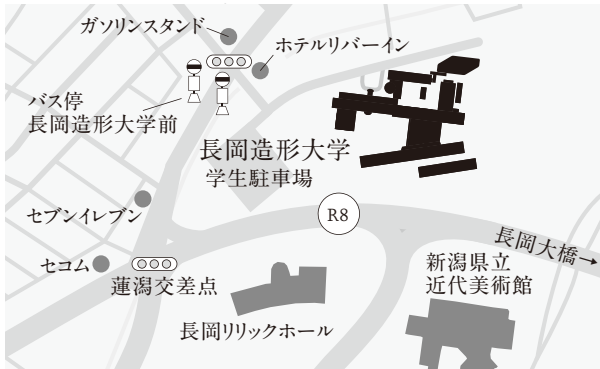 ガソリンスタンド
ホテルリバーイン
バス停
長岡造形大学前
長岡造形大学
学生駐車場
セブンイレブン
R8
長岡大橋→
セコム
蓮潟交差点
新潟県立
近代美術館
長岡リリックホール